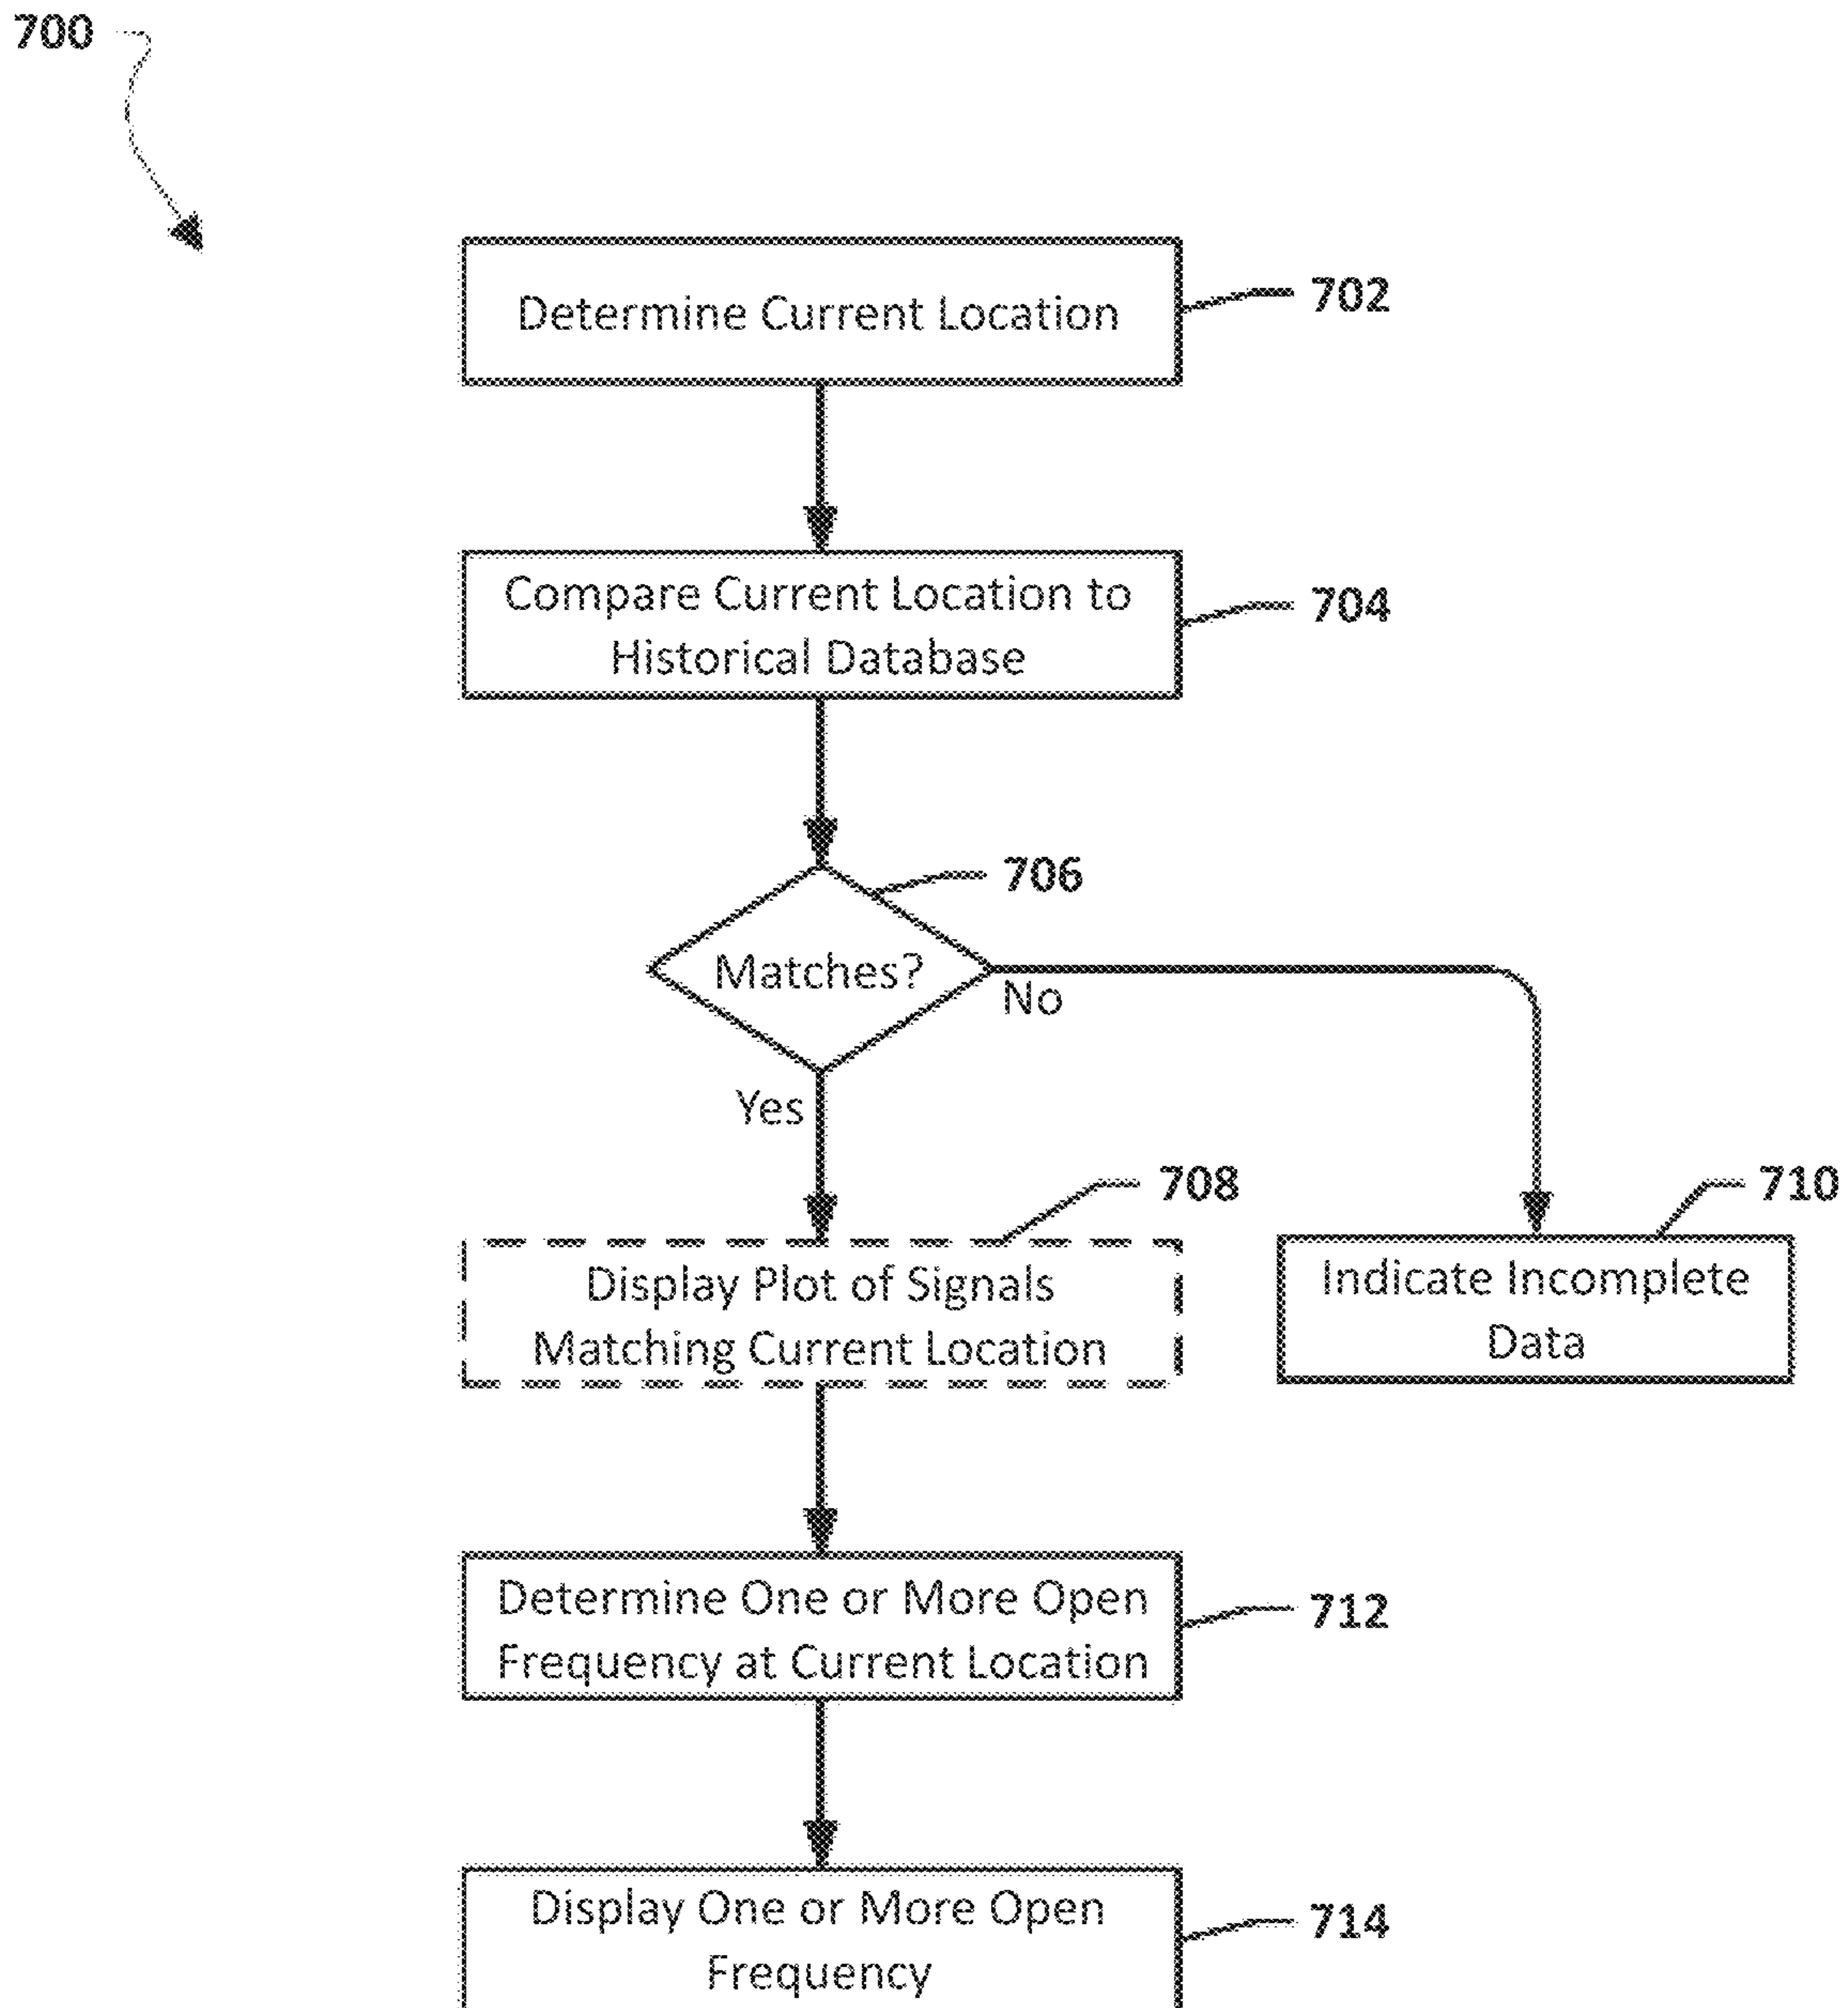 700
Determine Current Location
702
Compare Current Location to
Historical Database
704
706
Matches?
No
Yes
708
Display Plot of Signals
Matching Current Location
710
Indicate Incomplete
Data
Determine One or More Open
Frequency at Current Location
712
Display One or More Open
Frequency
714